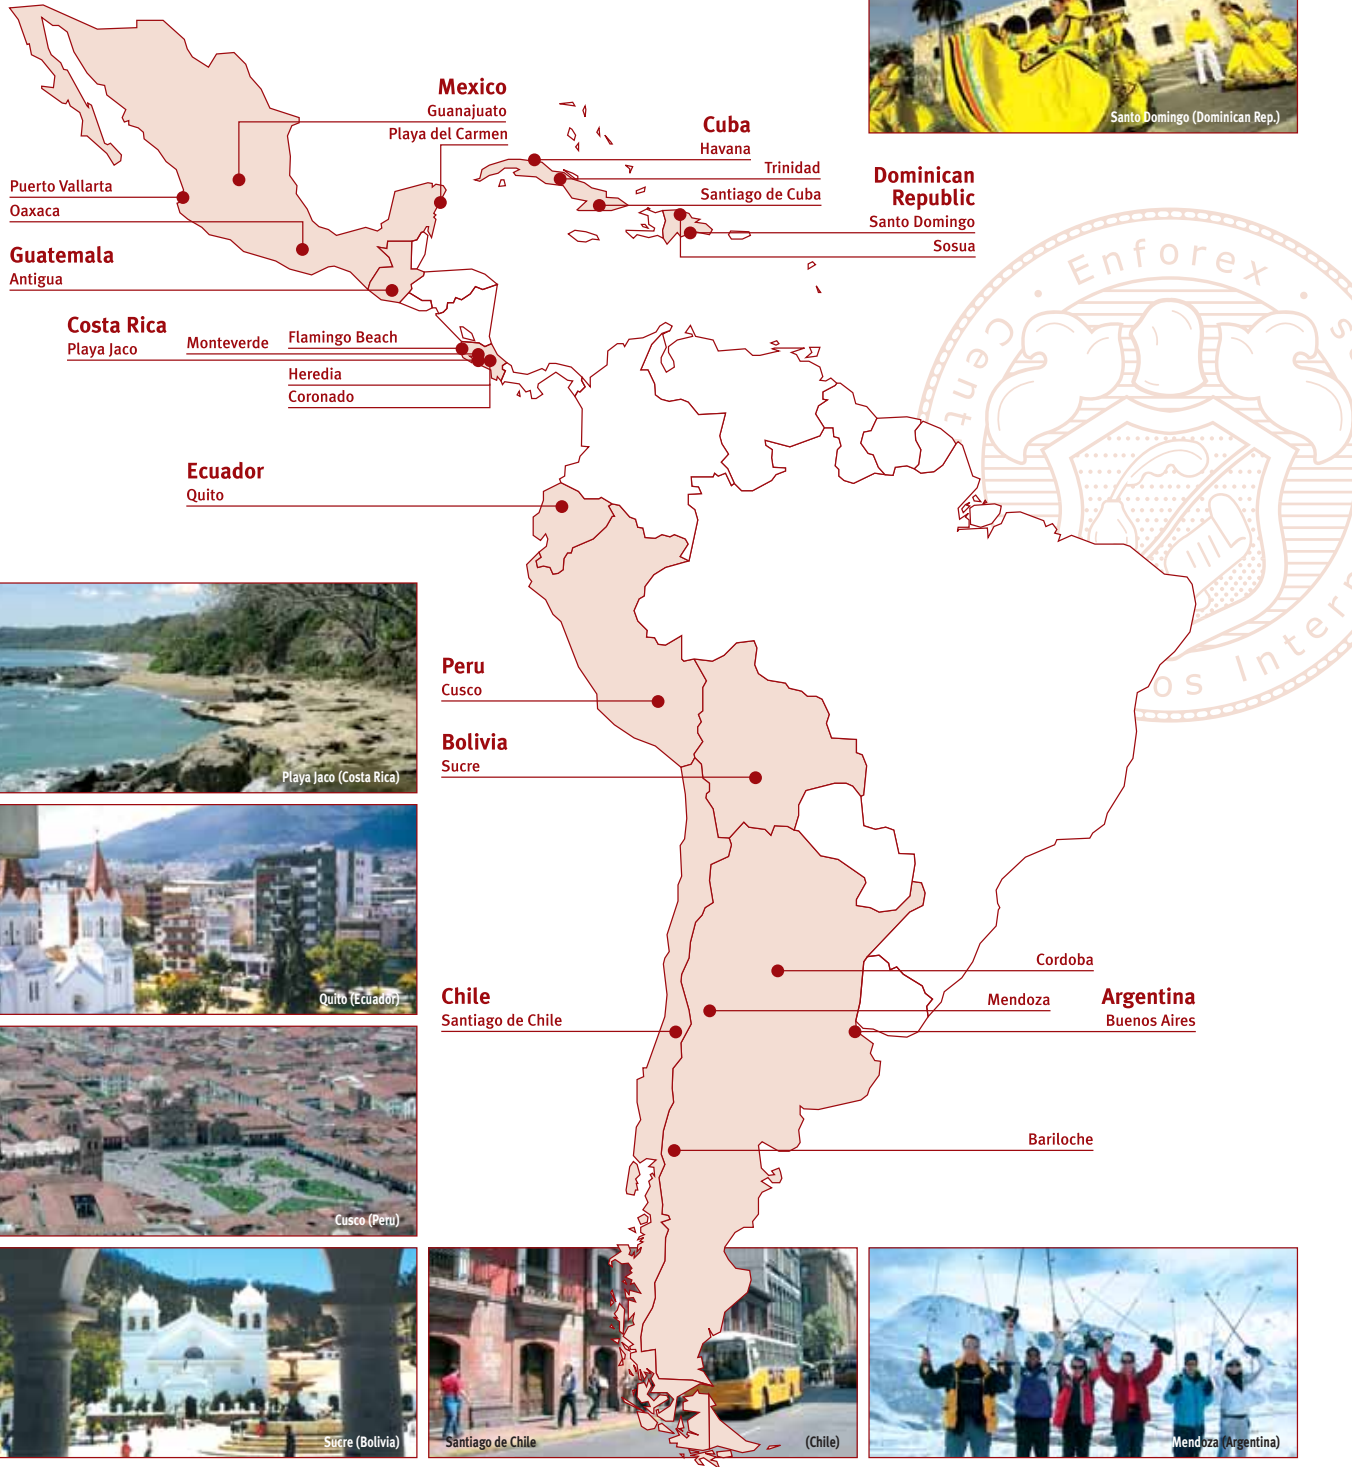 Santo Domingo (Dominican Rep.)
Mexico
Guanajuato
Playa del Carmen
Puerto Vallarta
Oaxaca
Cuba
Havana
Trinidad
Santiago de Cuba
Dominican
Republic
Santo Domingo
Sosua
Guatemala
Antigua
Costa Rica
Playa Jaco
Monteverde
Flamingo Beach
Heredia
Coronado
Enforex
Cent
os Inter
Ecuador
Quito
Peru
Cusco
Bolivia
Sucre
Playa Jaco (Costa Rica)
Quito (Ecuador)
Cordoba
Mendoza
Argentina
Buenos Aires
Chile
Santiago de Chile
Bariloche
Cusco (Peru)
Sucre (Bolivia)
Santiago de Chile (Chile)
Mendoza (Argentina)